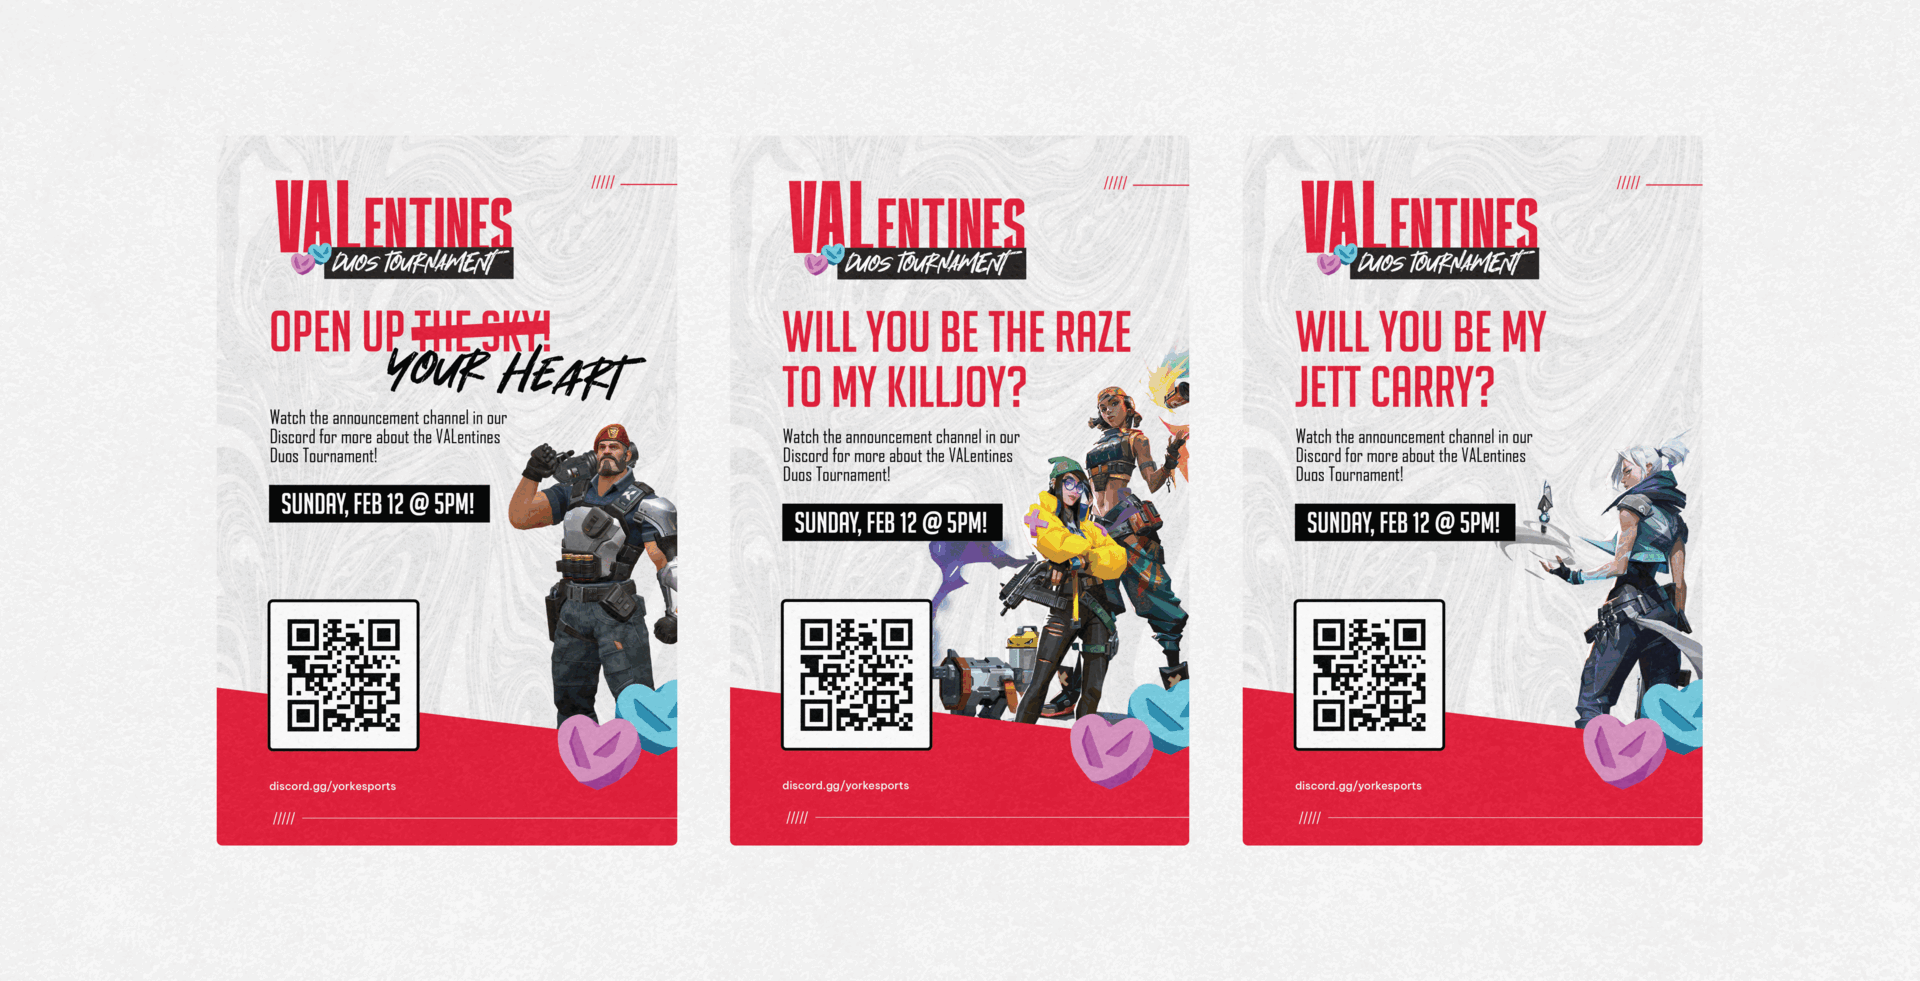 VALENTINES
DUOS TOURNAMENT
OPEN UP THE SKY!
YOUR HEART
Watch the announcement channel in our
Discord for more about the VALentines
Duos Tournament!
SUNDAY, FEB 12 @ 5PM!
discord.gg/yorkesports
/////
VALENTINES
DUOS TOURNAMENT
WILL YOU BE THE RAZE
TO MY KILLJOY?
Watch the announcement channel in our
Discord for more about the VALentines
Duos Tournament!
SUNDAY, FEB 12 @ 5PM!
discord.gg/yorkesports
/////
VALENTINES
DUOS TOURNAMENT
WILL YOU BE MY
JETT CARRY?
Watch the announcement channel in our
Discord for more about the VALentines
Duos Tournament!
SUNDAY, FEB 12 @ 5PM!
discord.gg/yorkesports
/////